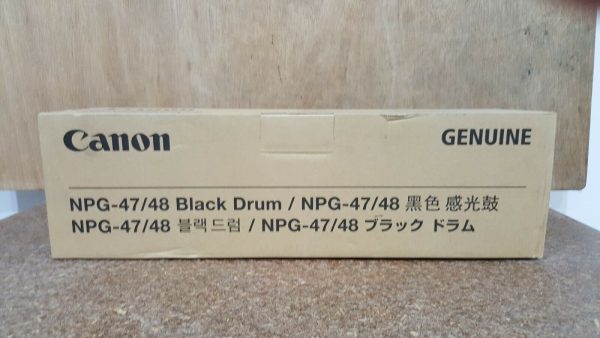 Canon
GENUINE
NPG-47/48 Black Drum / NPG-47/48 黑色 感光鼓
NPG-47/48 블랙 드럼 / NPG-47/48 ブラック ドラム